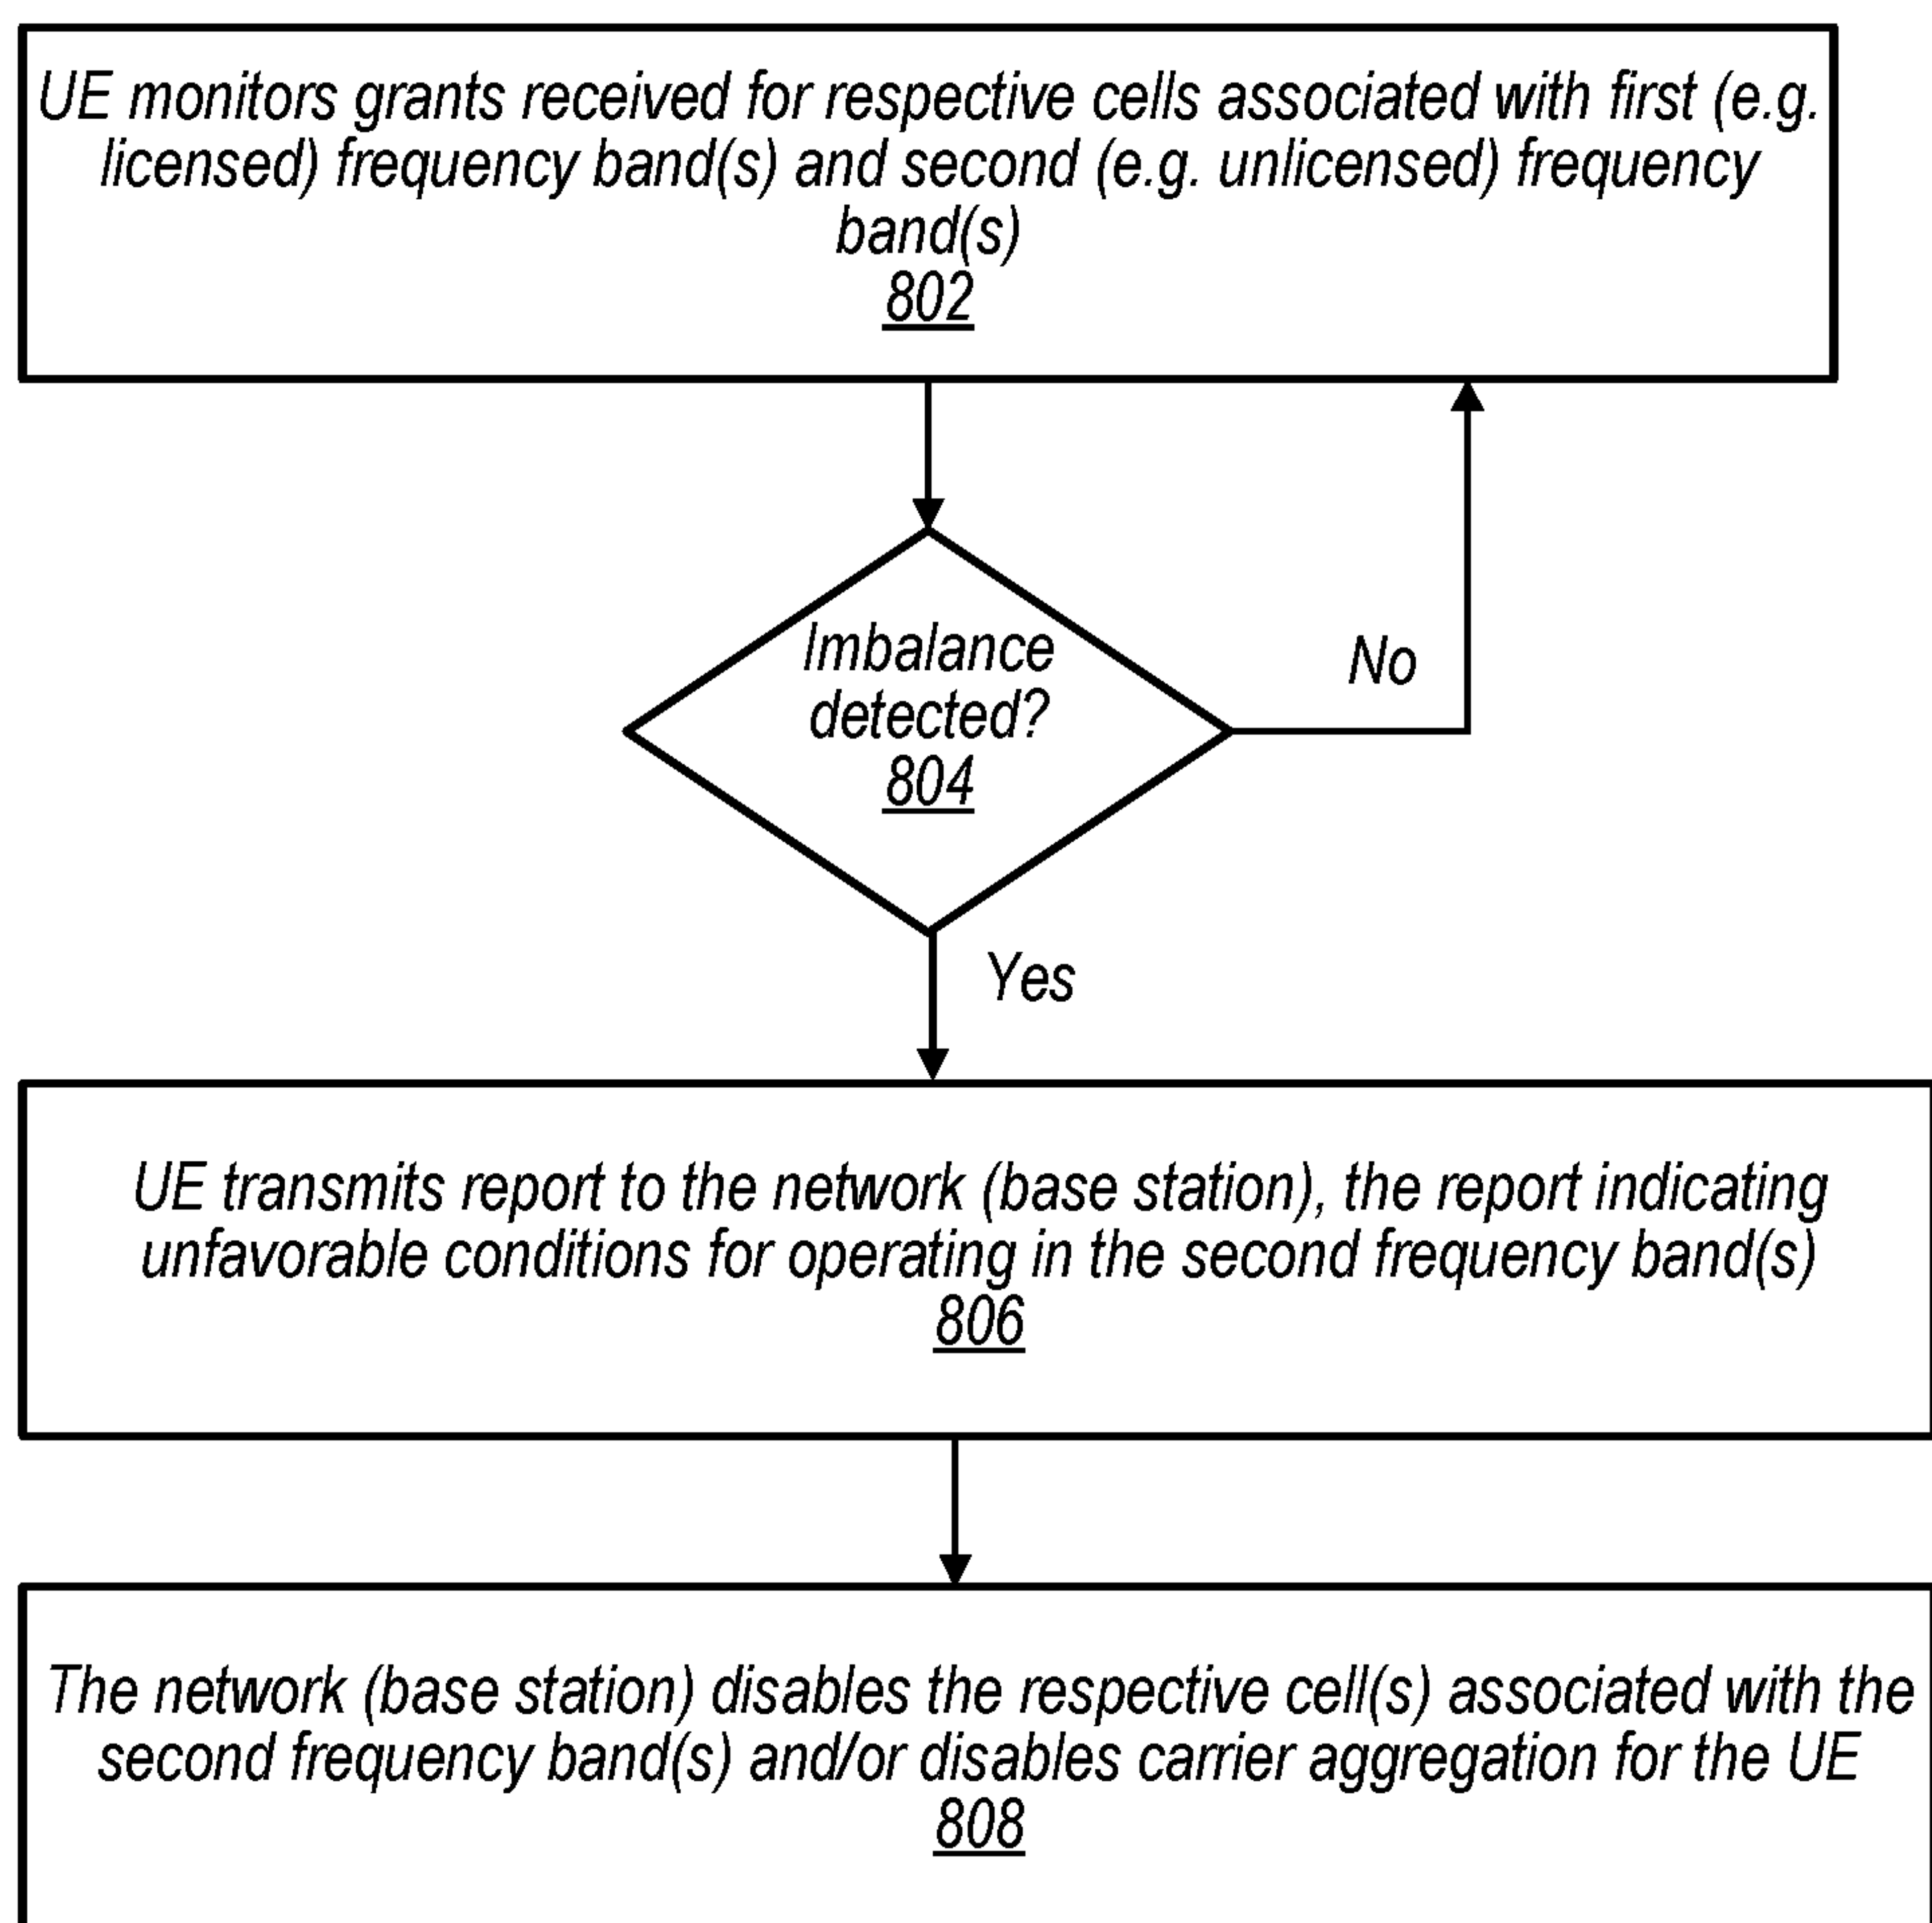 UE monitors grants received for respective cells associated with first (e.g.
licensed) frequency band(s) and second (e.g. unlicensed) frequency
band(s)
802
Imbalance
detected?
804
No
Yes
UE transmits report to the network (base station), the report indicating
unfavorable conditions for operating in the second frequency band(s)
806
The network (base station) disables the respective cell(s) associated with the
second frequency band(s) and/or disables carrier aggregation for the UE
808